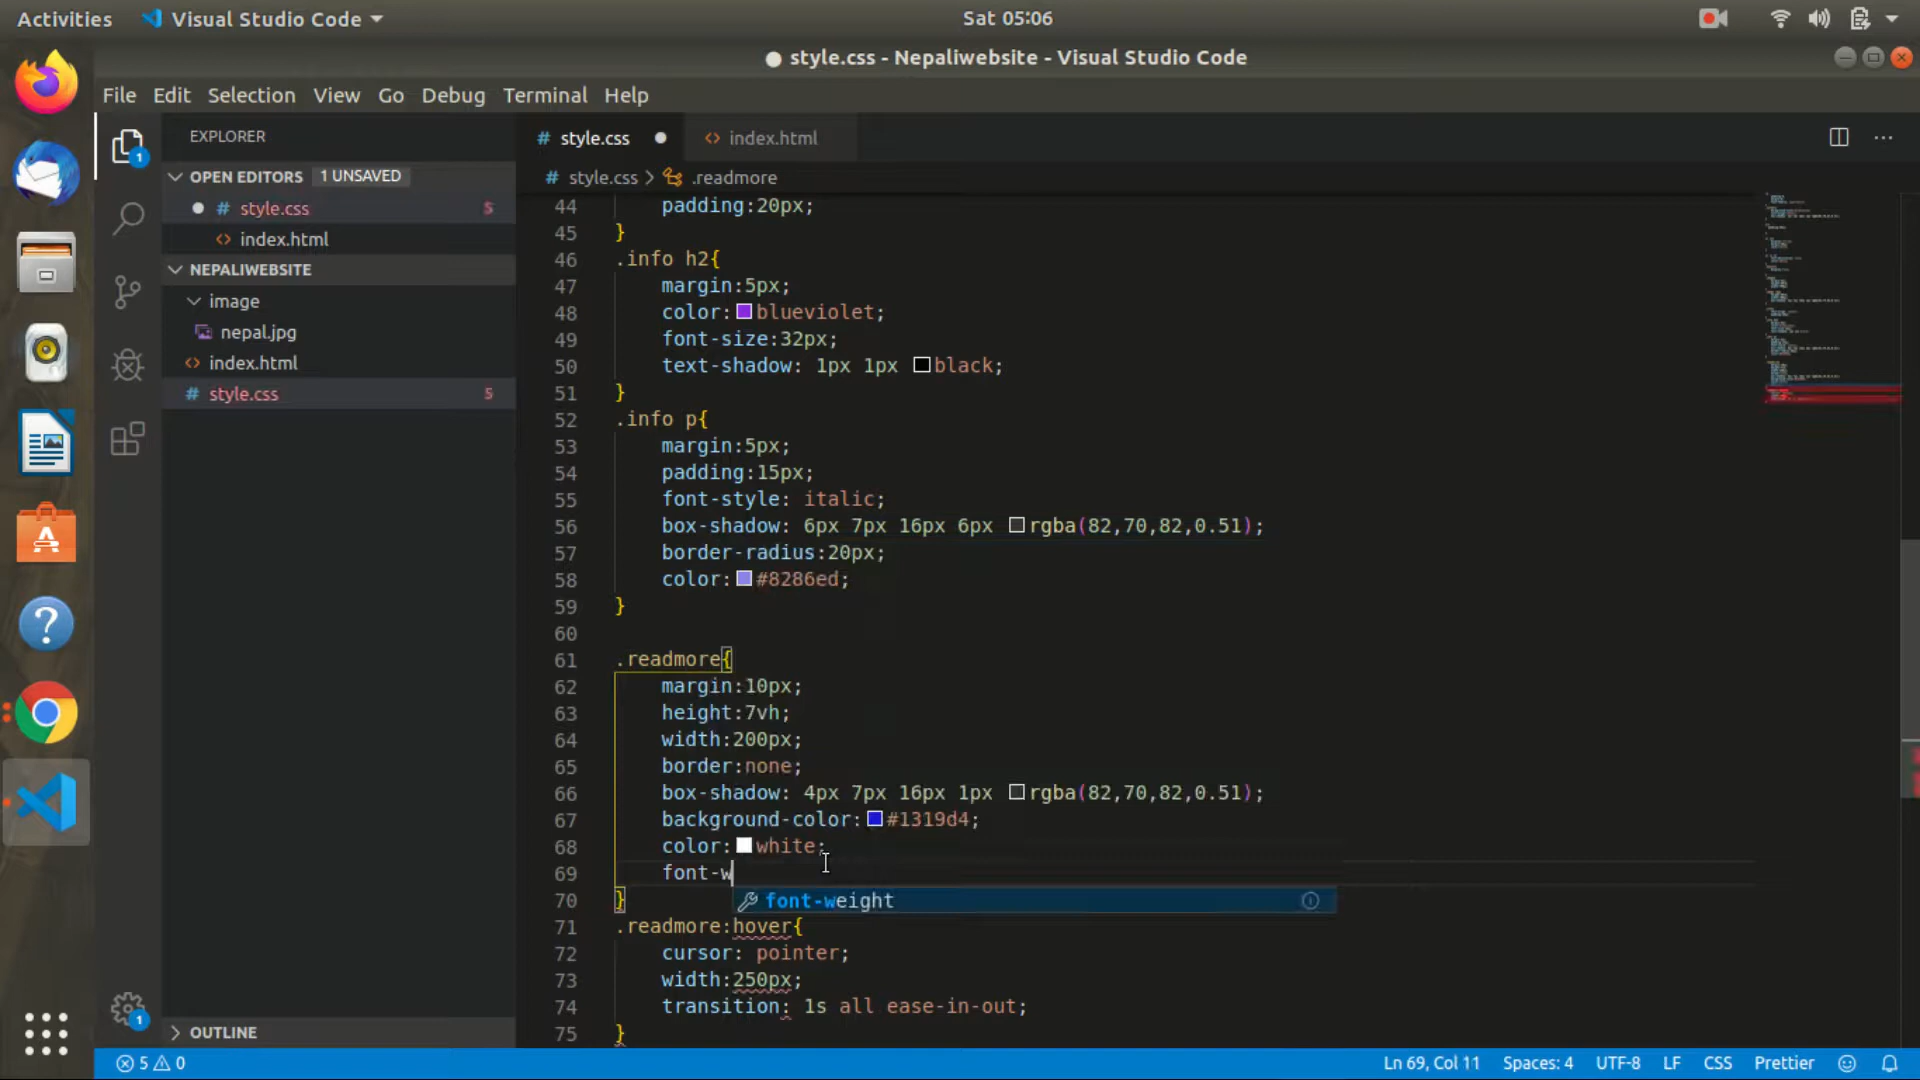 Activities
Visual Studio Code
Sat 05:06
style.css - Nepaliwebsite - Visual Studio Code
File Edit Selection View Go Debug Terminal Help
EXPLORER
OPEN EDITORS 1 UNSAVED
# style.css 5
<> index.html
NEPALIWEBSITE
image
nepal.jpg
<> index.html
# style.css 5
OUTLINE
1
1
# style.css
<> index.html
# style.css > .readmore
44 padding:20px;
45 }
46 .info h2{
47 margin:5px;
48 color: blueviolet;
49 font-size:32px;
50 text-shadow: 1px 1px black;
51 }
52 .info p{
53 margin:5px;
54 padding:15px;
55 font-style: italic;
56 box-shadow: 6px 7px 16px 6px rgba(82,70,82,0.51);
57 border-radius:20px;
58 color: #8286ed;
59 }
60
61 .readmore{
62 margin:10px;
63 height:7vh;
64 width:200px;
65 border:none;
66 box-shadow: 4px 7px 16px 1px rgba(82,70,82,0.51);
67 background-color: #1319d4;
68 color: white;
69 font-w
font-weight
70 }
71 .readmore:hover{
72 cursor: pointer;
73 width:250px;
74 transition: 1s all ease-in-out;
75 }
5 0
Ln 69, Col 11 Spaces: 4 UTF-8 LF CSS Prettier